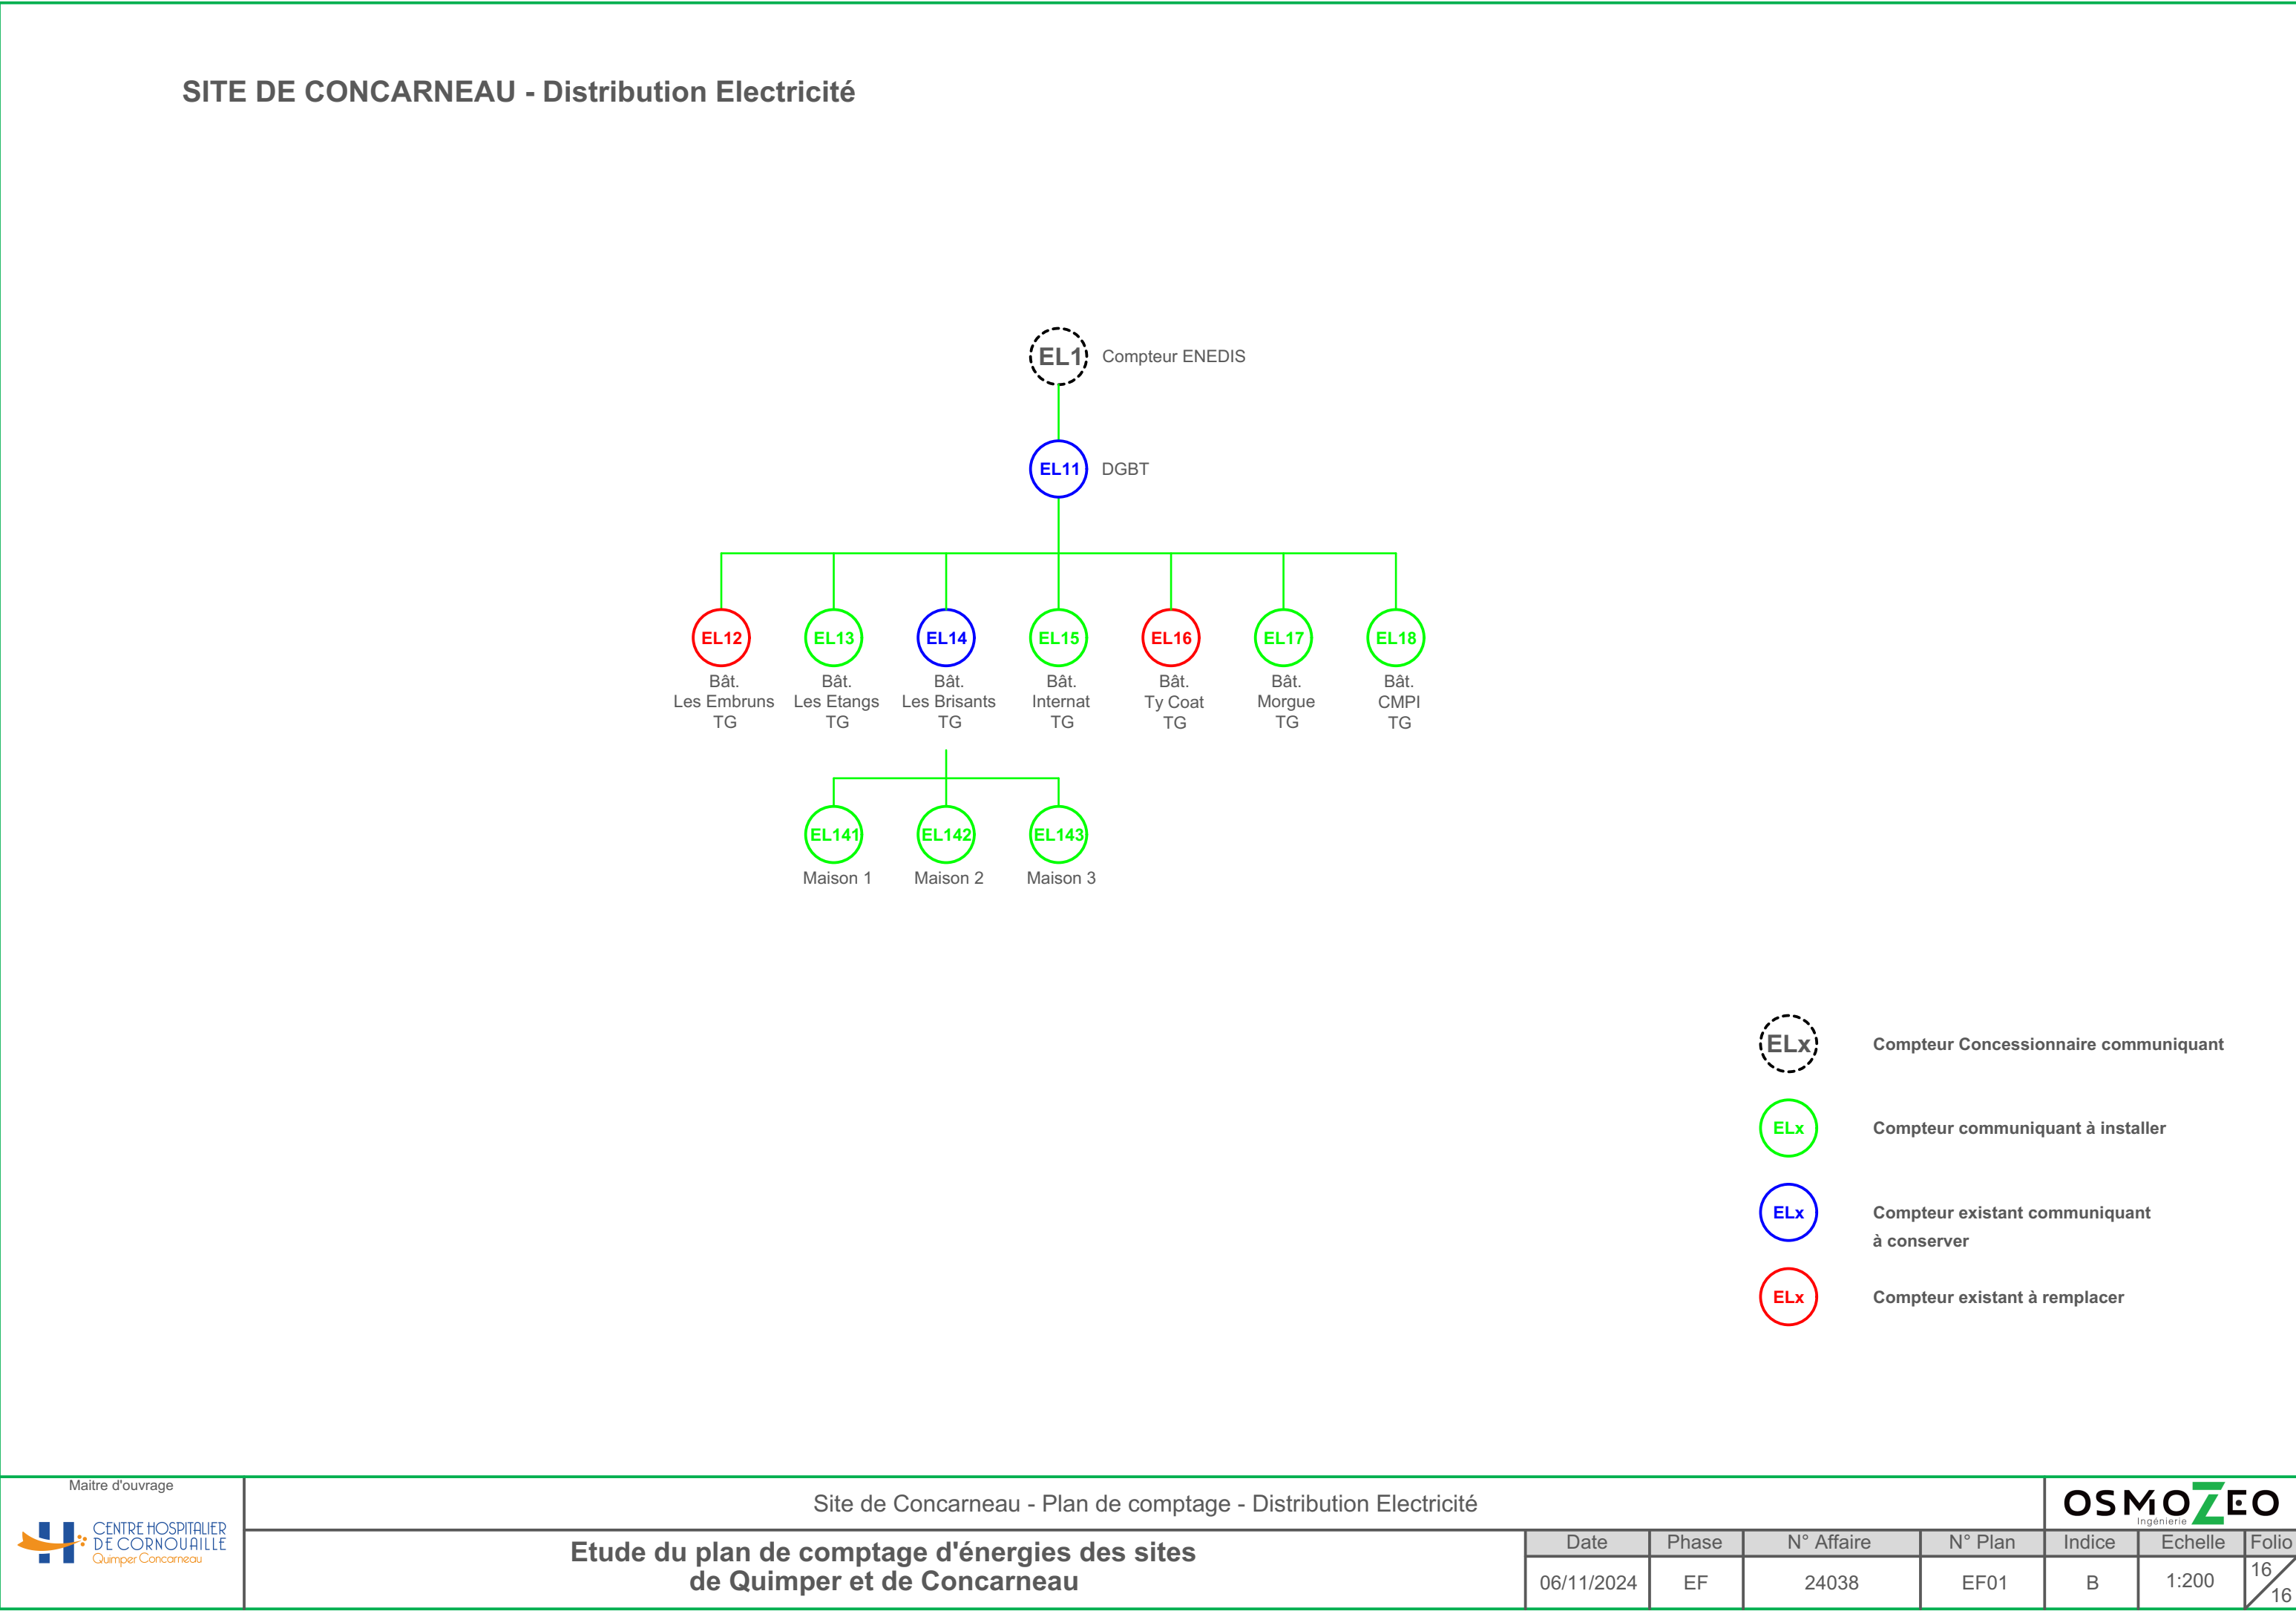 SITE DE CONCARNEAU - Distribution Electricité
EL1 Compteur ENEDIS
EL11 DGBT
EL12 EL13 EL14 EL15 EL16 EL17 EL18
Bât. Bât. Bât. Bât. Bât. Bât. Bât.
Les Embruns Les Etangs Les Brisants Internat Ty Coat Morgue CMPI
TG TG TG TG TG TG TG
EL141 EL142 EL143
Maison 1 Maison 2 Maison 3
ELx Compteur Concessionnaire communiquant
ELx Compteur communiquant à installer
ELx Compteur existant communiquant
à conserver
ELx Compteur existant à remplacer
Maitre d'ouvrage
CENTRE HOSPITALIER
DE CORNOUAILLE
Quimper Concarneau
Site de Concarneau - Plan de comptage - Distribution Electricité
Etude du plan de comptage d'énergies des sites
de Quimper et de Concarneau
OSMOZEO
Ingénierie
Date Phase N° Affaire N° Plan Indice Echelle Folio
06/11/2024 EF 24038 EF01 B 1:200 16
16